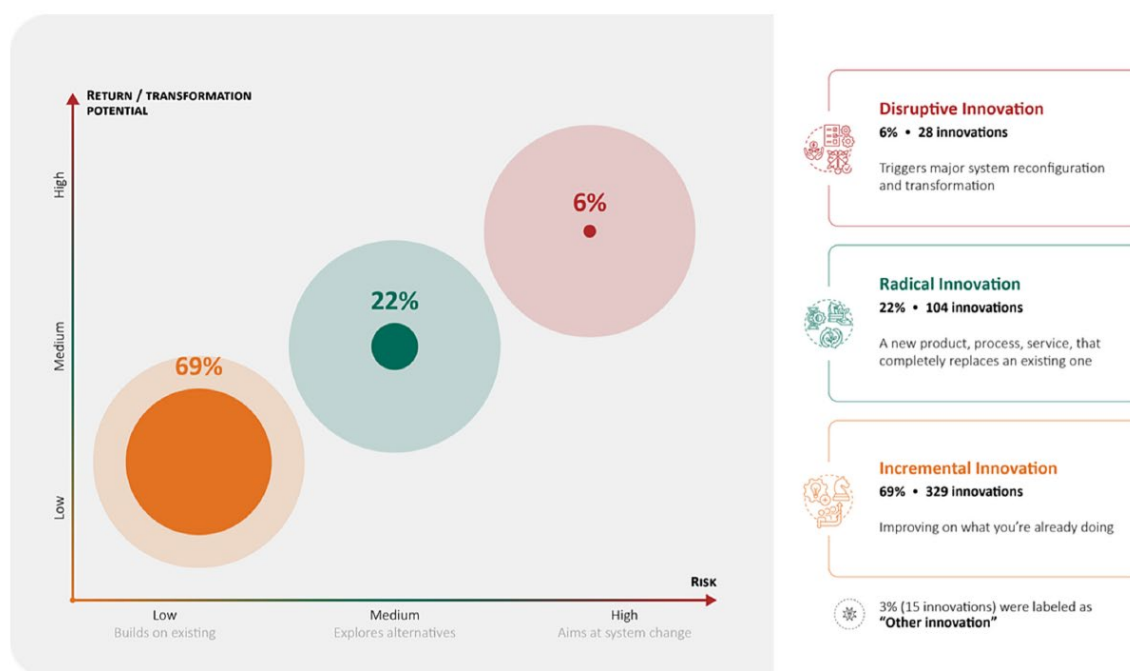 RETURN / TRANSFORMATION
POTENTIAL
High
Medium
Low
6%
22%
69%
RISK
Low
Builds on existing
Medium
Explores alternatives
High
Aims at system change
Disruptive Innovation
6% • 28 innovations
Triggers major system reconfiguration
and transformation
Radical Innovation
22% • 104 innovations
A new product, process, service, that
completely replaces an existing one
Incremental Innovation
69% • 329 innovations
Improving on what you’re already doing
3% (15 innovations) were labeled as
“Other innovation”